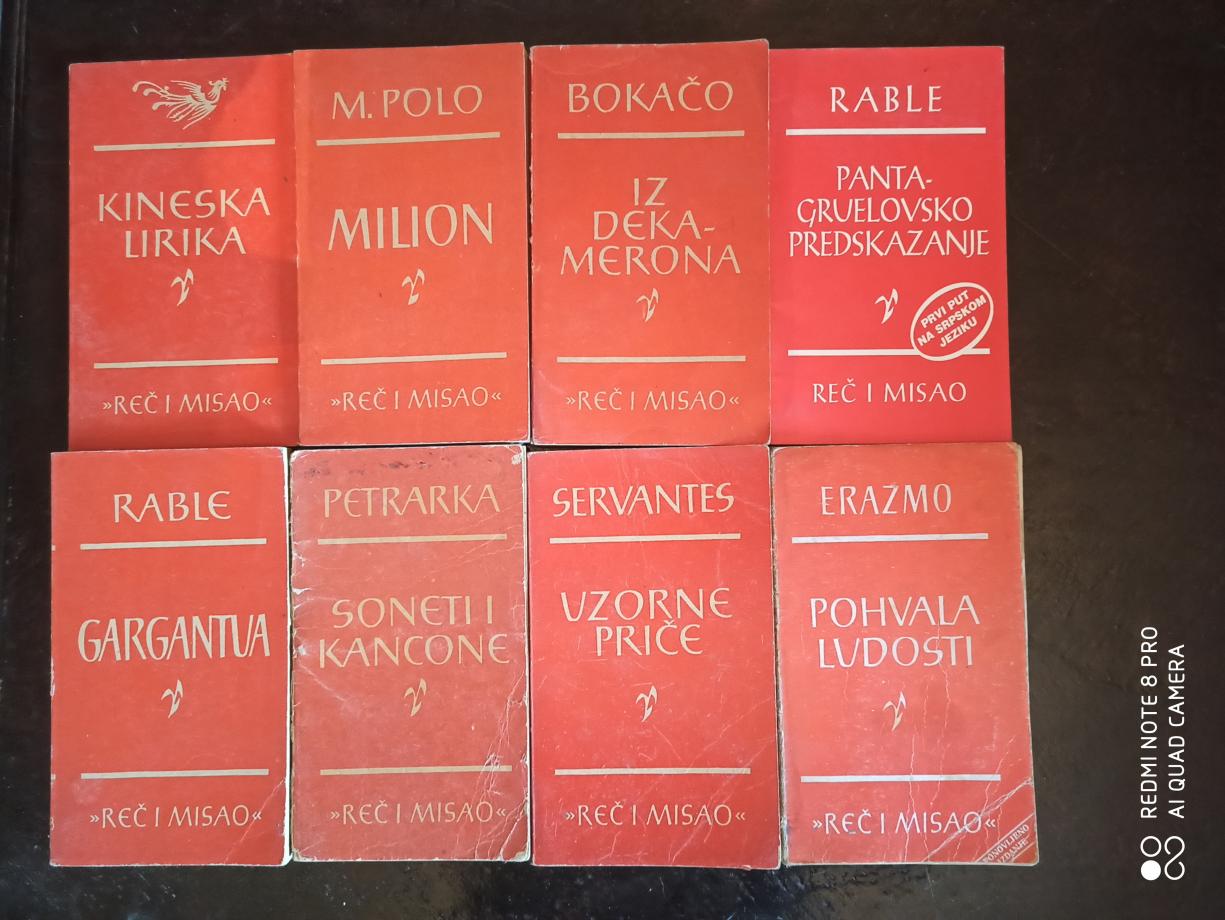 KINESKA
LIRIKA
»REČ I MISAO«
M. POLO
MILION
»REČ I MISAO«
BOKAČO
IZ
DEKA-
MERONA
»REČ I MISAO«
RABLE
PANTA-
GRUELOVSKO
PREDSKAZANJE
PRVI PUT
NA SRPSKOM
JEZIKU
REČ I MISAO
RABLE
GARGANTUA
»REČ I MISAO«
PETRARKA
SONETI I
KANCONE
»REČ I MISAO«
SERVANTES
UZORNE
PRIČE
»REČ I MISAO«
ERAZMO
POHVALA
LUDOSTI
»REČ I MISAO«
PONOVLJENO
IZDANJE
REDMI NOTE 8 PRO
AI QUAD CAMERA